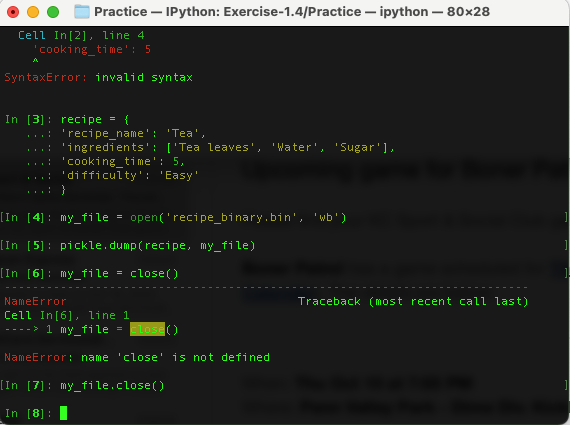 Practice — IPython: Exercise-1.4/Practice — ipython — 80×28
Cell In[2], line 4
'cooking_time': 5
^
SyntaxError: invalid syntax
In [3]: recipe = {
...: 'recipe_name': 'Tea',
...: 'ingredients': ['Tea leaves', 'Water', 'Sugar'],
...: 'cooking_time': 5,
...: 'difficulty': 'Easy'
...: }
[In [4]: my_file = open('recipe_binary.bin', 'wb') ]
[In [5]: pickle.dump(recipe, my_file) ]
[In [6]: my_file = close() ]
---------------------------------------------------------------------------
NameError Traceback (most recent call last)
Cell In[6], line 1
----> 1 my_file = close()
NameError: name 'close' is not defined
[In [7]: my_file.close() ]
In [8]: